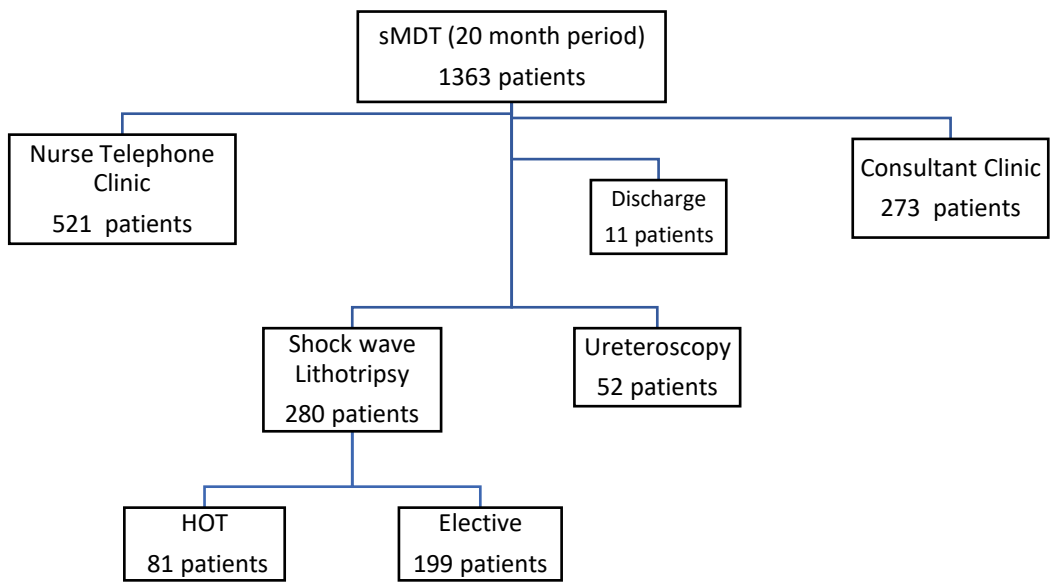 sMDT (20 month period)
1363 patients
Nurse Telephone
Clinic
521 patients
Discharge
11 patients
Consultant Clinic
273 patients
Shock wave
Lithotripsy
280 patients
Ureteroscopy
52 patients
HOT
81 patients
Elective
199 patients